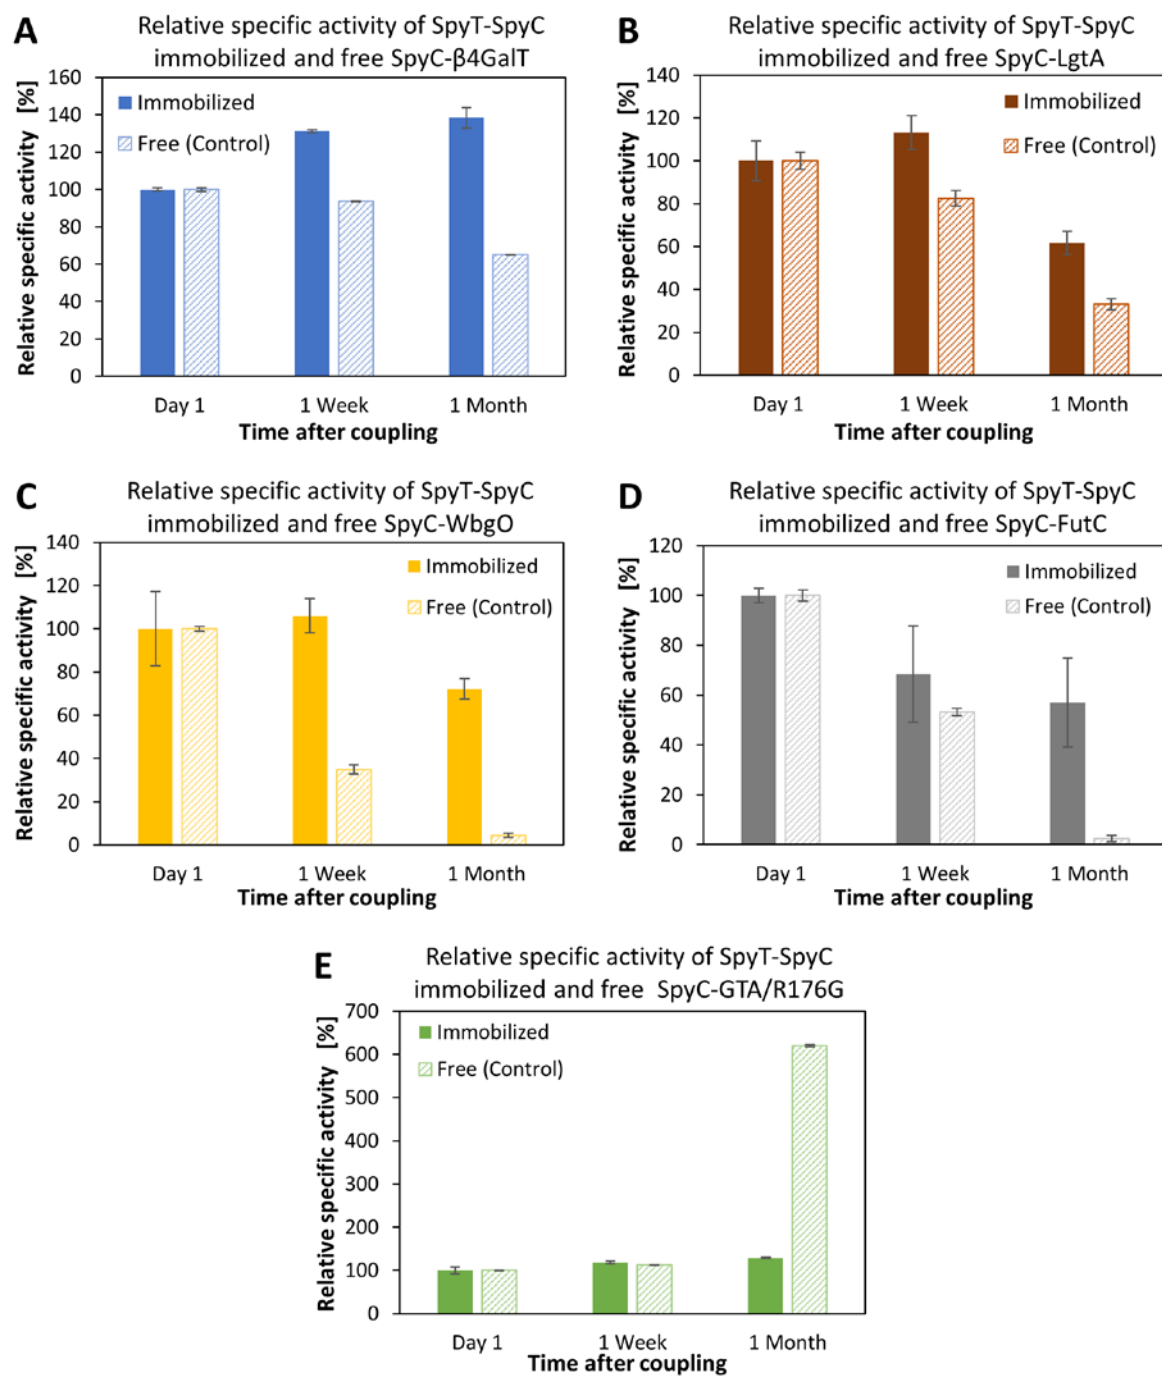 A
Relative specific activity of SpyT-SpyC
immobilized and free SpyC-β4GalT
Relative specific activity [%]
160
140
120
100
80
60
40
20
0
Immobilized
Free (Control)
Day 1
1 Week
1 Month
Time after coupling
B
Relative specific activity of SpyT-SpyC
immobilized and free SpyC-LgtA
Relative specific activity [%]
140
120
100
80
60
40
20
0
Immobilized
Free (Control)
Day 1
1 Week
1 Month
Time after coupling
C
Relative specific activity of SpyT-SpyC
immobilized and free SpyC-WbgO
Relative specific activity [%]
140
120
100
80
60
40
20
0
Immobilized
Free (Control)
Day 1
1 Week
1 Month
Time after coupling
D
Relative specific activity of SpyT-SpyC
immobilized and free SpyC-FutC
Relative specific activity [%]
120
100
80
60
40
20
0
Immobilized
Free (Control)
Day 1
1 Week
1 Month
Time after coupling
E
Relative specific activity of SpyT-SpyC
immobilized and free SpyC-GTA/R176G
Relative specific activity [%]
700
600
500
400
300
200
100
0
Immobilized
Free (Control)
Day 1
1 Week
1 Month
Time after coupling